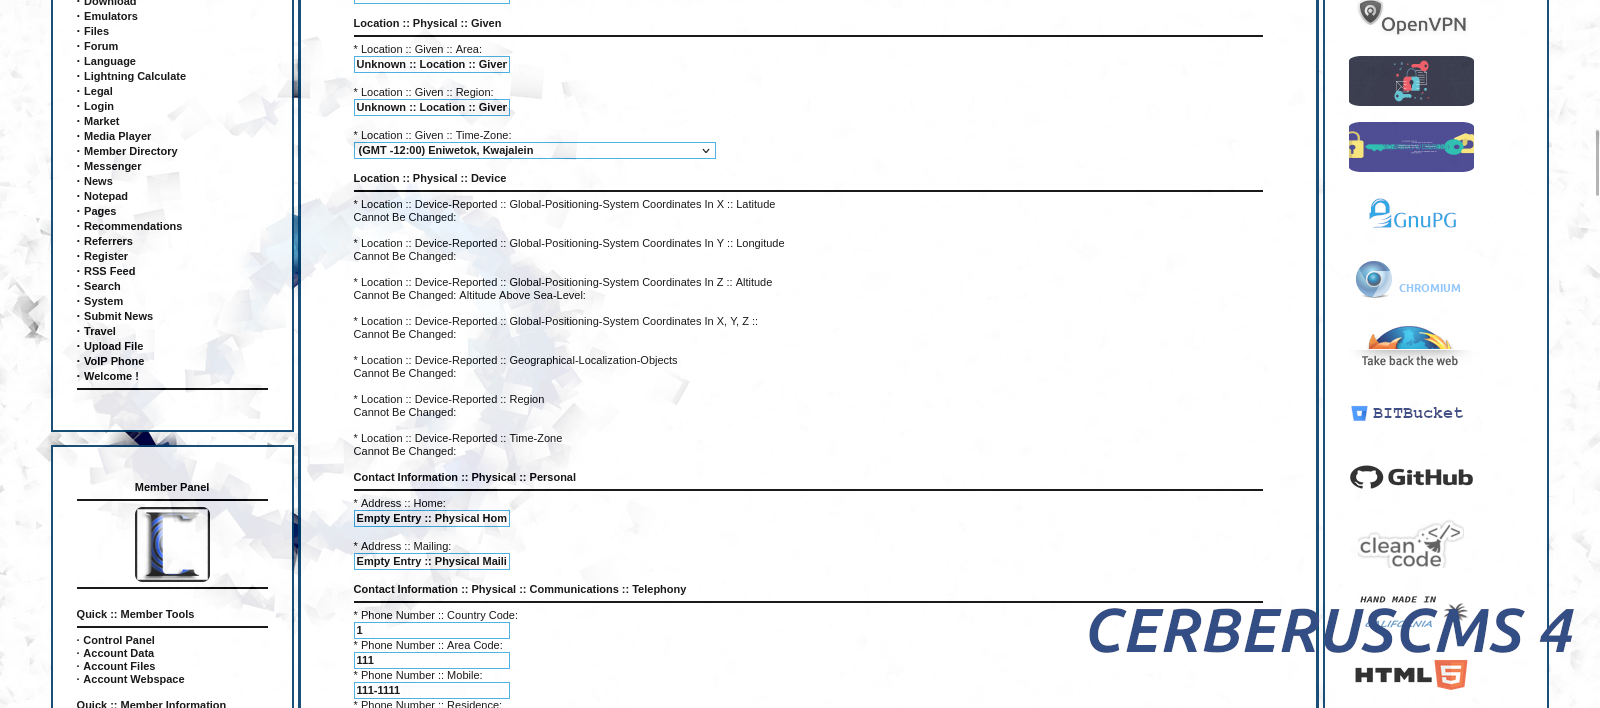 · Download
· Emulators
· Files
· Forum
· Language
· Lightning Calculate
· Legal
· Login
· Market
· Media Player
· Member Directory
· Messenger
· News
· Notepad
· Pages
· Recommendations
· Referrers
· Register
· RSS Feed
· Search
· System
· Submit News
· Travel
· Upload File
· VoIP Phone
· Welcome !
Member Panel
Quick :: Member Tools
· Control Panel
· Account Data
· Account Files
· Account Webspace
Quick :: Member Information
Location :: Physical :: Given
* Location :: Given :: Area:
Unknown :: Location :: Given
* Location :: Given :: Region:
Unknown :: Location :: Given
* Location :: Given :: Time-Zone:
(GMT -12:00) Eniwetok, Kwajalein
Location :: Physical :: Device
* Location :: Device-Reported :: Global-Positioning-System Coordinates In X :: Latitude
Cannot Be Changed:
* Location :: Device-Reported :: Global-Positioning-System Coordinates In Y :: Longitude
Cannot Be Changed:
* Location :: Device-Reported :: Global-Positioning-System Coordinates In Z :: Altitude
Cannot Be Changed: Altitude Above Sea-Level:
* Location :: Device-Reported :: Global-Positioning-System Coordinates In X, Y, Z ::
Cannot Be Changed:
* Location :: Device-Reported :: Geographical-Localization-Objects
Cannot Be Changed:
* Location :: Device-Reported :: Region
Cannot Be Changed:
* Location :: Device-Reported :: Time-Zone
Cannot Be Changed:
Contact Information :: Physical :: Personal
* Address :: Home:
Empty Entry :: Physical Hom
* Address :: Mailing:
Empty Entry :: Physical Maili
Contact Information :: Physical :: Communications :: Telephony
* Phone Number :: Country Code:
1
* Phone Number :: Area Code:
111
* Phone Number :: Mobile:
111-1111
* Phone Number :: Residence:
OpenVPN
GnuPG
CHROMIUM
Take back the web
BITBucket
GitHub
clean </>
code
HAND MADE IN
CALIFORNIA
CERBERUSCMS 4
HTML 5